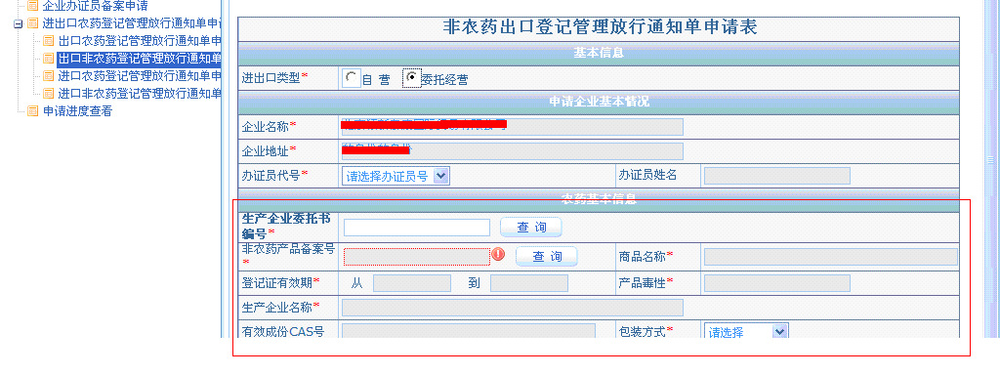 企业办证员备案申请
进出口农药登记管理放行通知单申请
出口农药登记管理放行通知单申
出口非农药登记管理放行通知单
进口农药登记管理放行通知单申
进口非农药登记管理放行通知单
申请进度查看
非农药出口登记管理放行通知单申请表
基本信息
进出口类型* 自 营 委托经营
申请企业基本情况
企业名称*
企业地址*
办证员代号* 请选择办证员号 办证员姓名
农药基本信息
生产企业委托书
编号* 查 询
非农药产品备案号
* 查 询 商品名称*
登记证有效期* 从 到 产品毒性*
生产企业名称*
有效成份CAS号 包装方式* 请选择